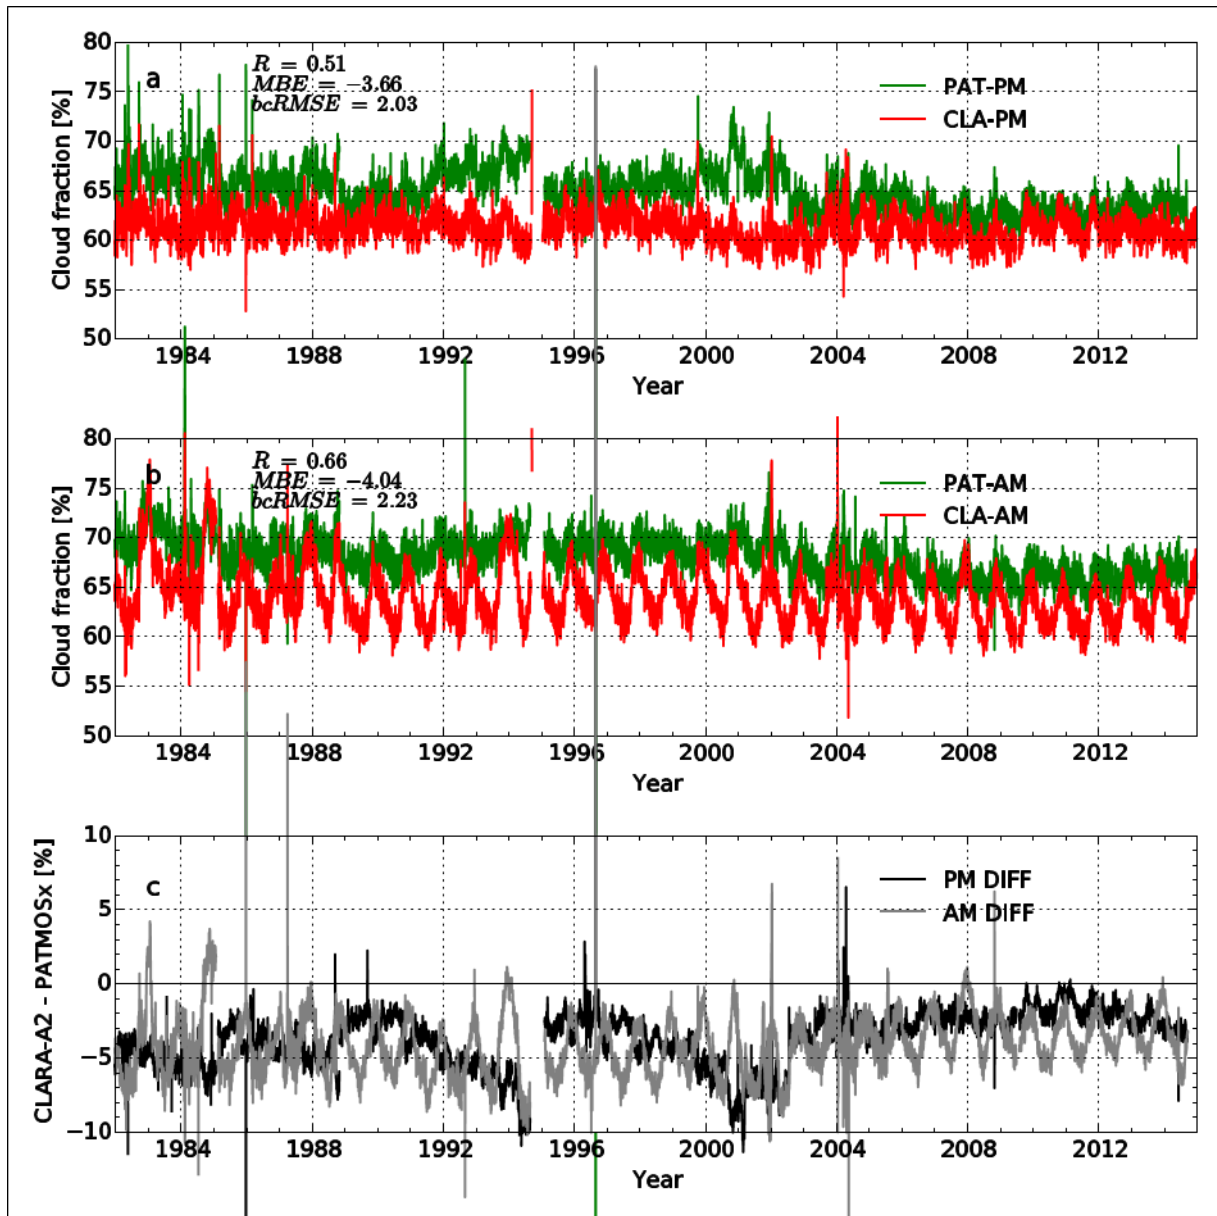 80
75
70
65
60
55
50
Cloud fraction [%]
a
R = 0.51
MBE = −3.66
bcRMSE = 2.03
PAT-PM
CLA-PM
1984 1988 1992 1996 2000 2004 2008 2012
Year
80
75
70
65
60
55
50
Cloud fraction [%]
b
R = 0.66
MBE = −4.04
bcRMSE = 2.23
PAT-AM
CLA-AM
1984 1988 1992 1996 2000 2004 2008 2012
Year
10
5
0
−5
−10
CLARA-A2 - PATMOSx [%]
c
PM DIFF
AM DIFF
1984 1988 1992 1996 2000 2004 2008 2012
Year